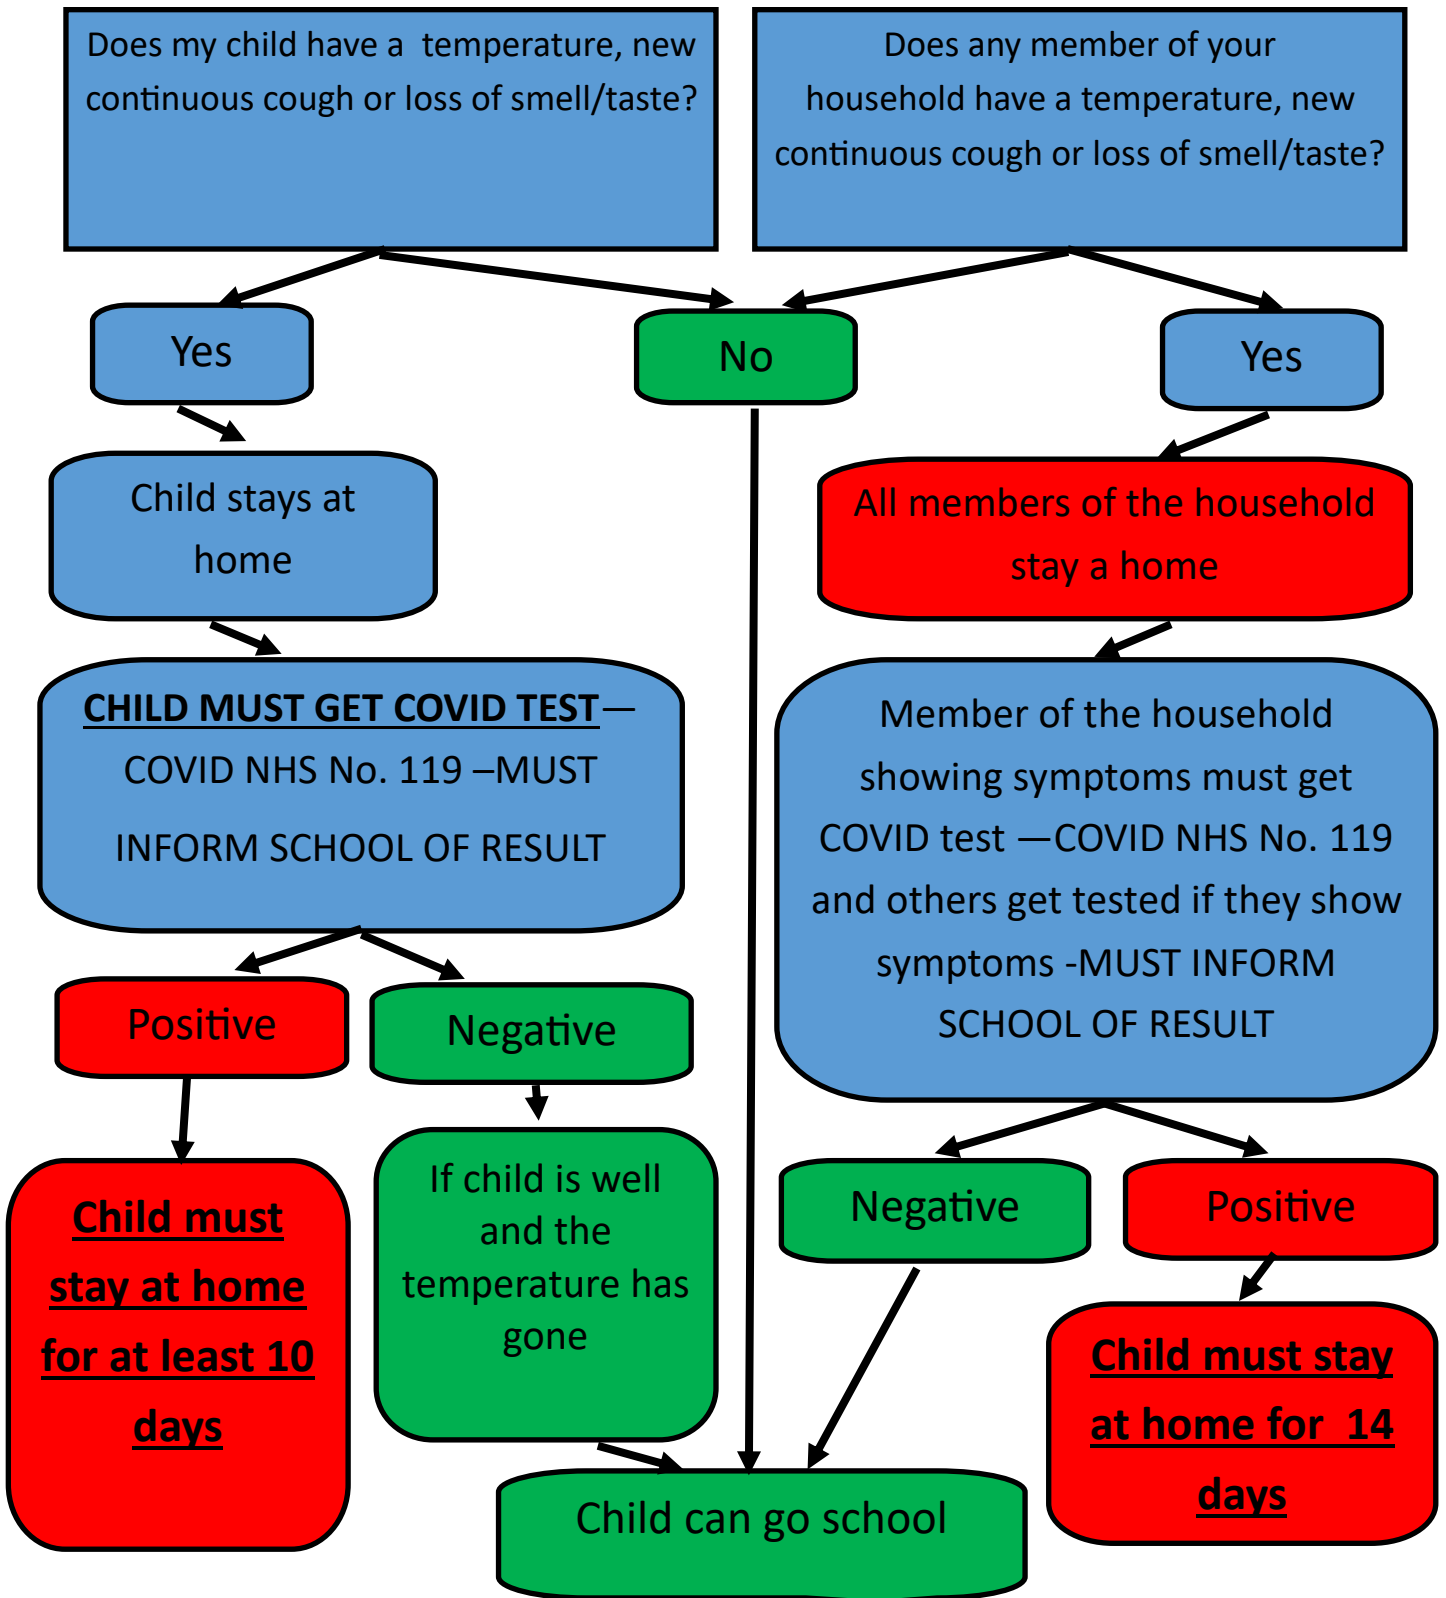 Does my child have a  temperature, new
continuous cough or loss of smell/taste?
Does any member of your
household have a temperature, new
continuous cough or loss of smell/taste?
Yes
No
Yes
Child stays at
home
All members of the household
stay a home
CHILD MUST GET COVID TEST—
COVID NHS No. 119 –MUST
INFORM SCHOOL OF RESULT
Member of the household
showing symptoms must get
COVID test —COVID NHS No. 119
and others get tested if they show
symptoms -MUST INFORM
SCHOOL OF RESULT
Positive
Negative
Child must
stay at home
for at least 10
days
If child is well
and the
temperature has
gone
Negative
Positive
Child must stay
at home for  14
days
Child can go school